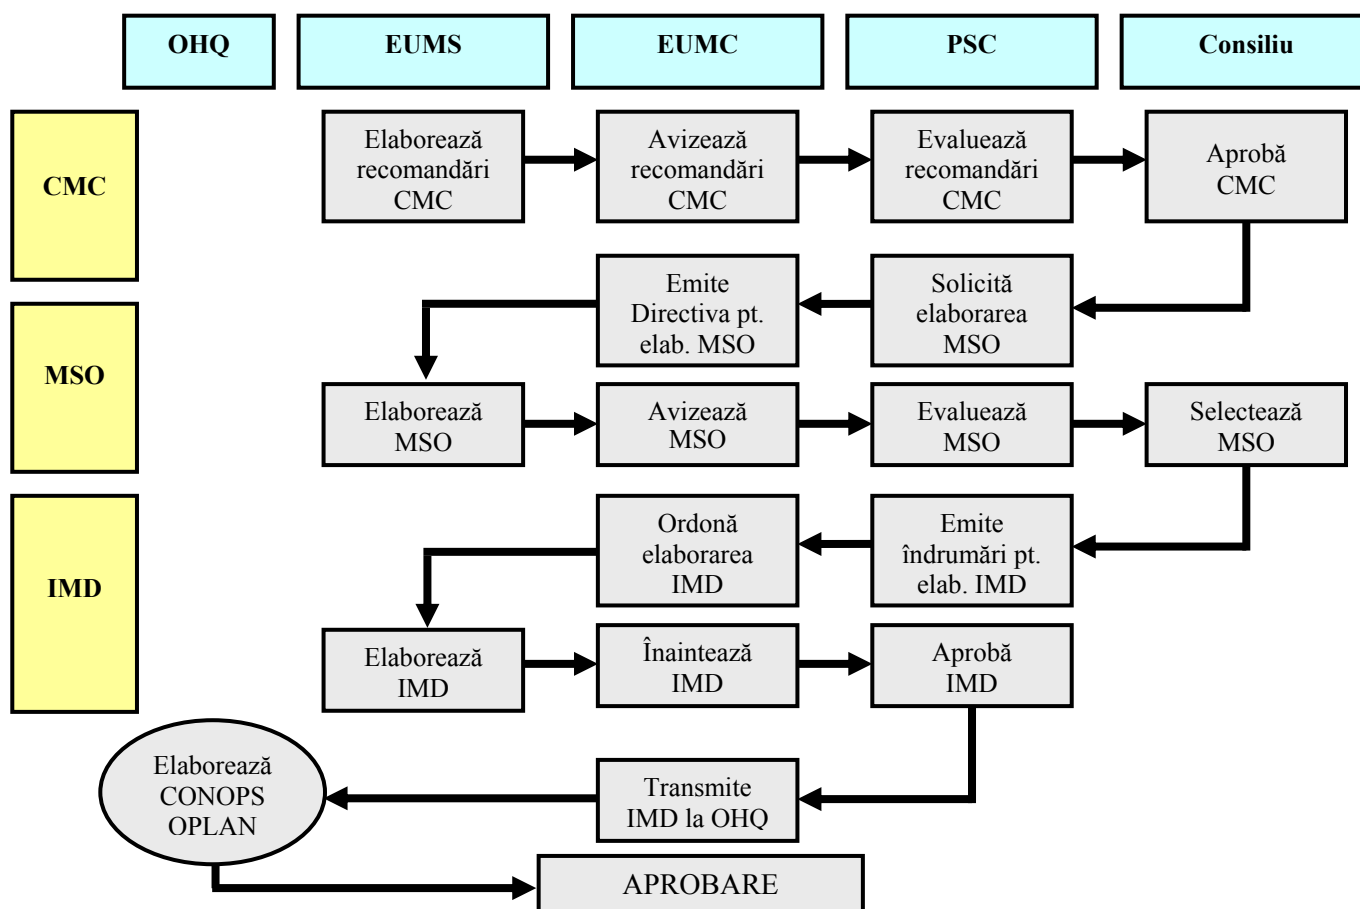 OHQ
EUMS
EUMC
PSC
Consiliu
CMC
Elaborează
recomandări
CMC
Avizează
recomandări
CMC
Evaluează
recomandări
CMC
Aprobă
CMC
Emite
Directiva pt.
elab. MSO
Solicită
elaborarea
MSO
MSO
Elaborează
MSO
Avizează
MSO
Evaluează
MSO
Selectează
MSO
IMD
Ordonă
elaborarea
IMD
Emite
îndrumări pt.
elab. IMD
Elaborează
IMD
Înaintează
IMD
Aprobă
IMD
Elaborează
CONOPS
OPLAN
Transmite
IMD la OHQ
APROBARE